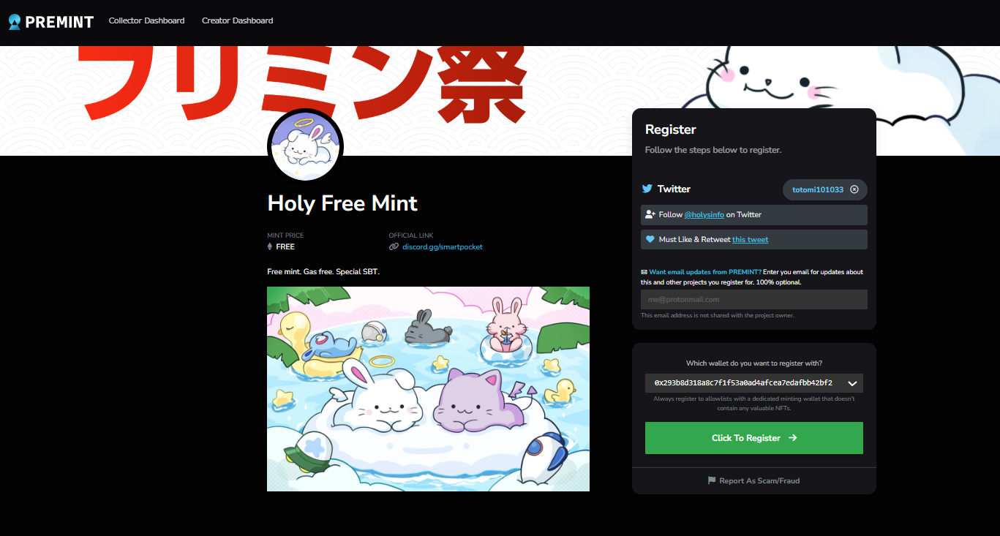 PREMINT
Collector Dashboard
Creator Dashboard
プリミン祭
Register
Follow the steps below to register.
Twitter
totomi101033
Follow @holysinfo on Twitter
Must Like & Retweet this tweet
Want email updates from PREMINT? Enter you email for updates about
this and other projects you register for. 100% optional.
me@protonmail.com
This email address is not shared with the project owner.
Holy Free Mint
MINT PRICE
FREE
OFFICIAL LINK
discord.gg/smartpocket
Free mint. Gas free. Special SBT.
Which wallet do you want to register with?
0x293b8d318a8c7f1f53a0ad4afcea7edafbb42bf2
Always register to allowlists with a dedicated minting wallet that doesn't
contain any valuable NFTs.
Click To Register
Report As Scam/Fraud